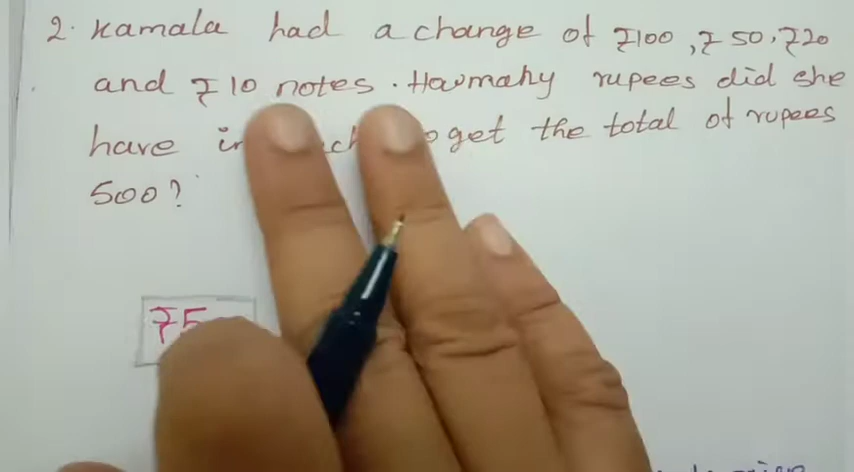 2. Kamala had a change of ₹100, ₹50, ₹20
and ₹10 notes. Howmahy rupees did she
have get the total of rupees
500?